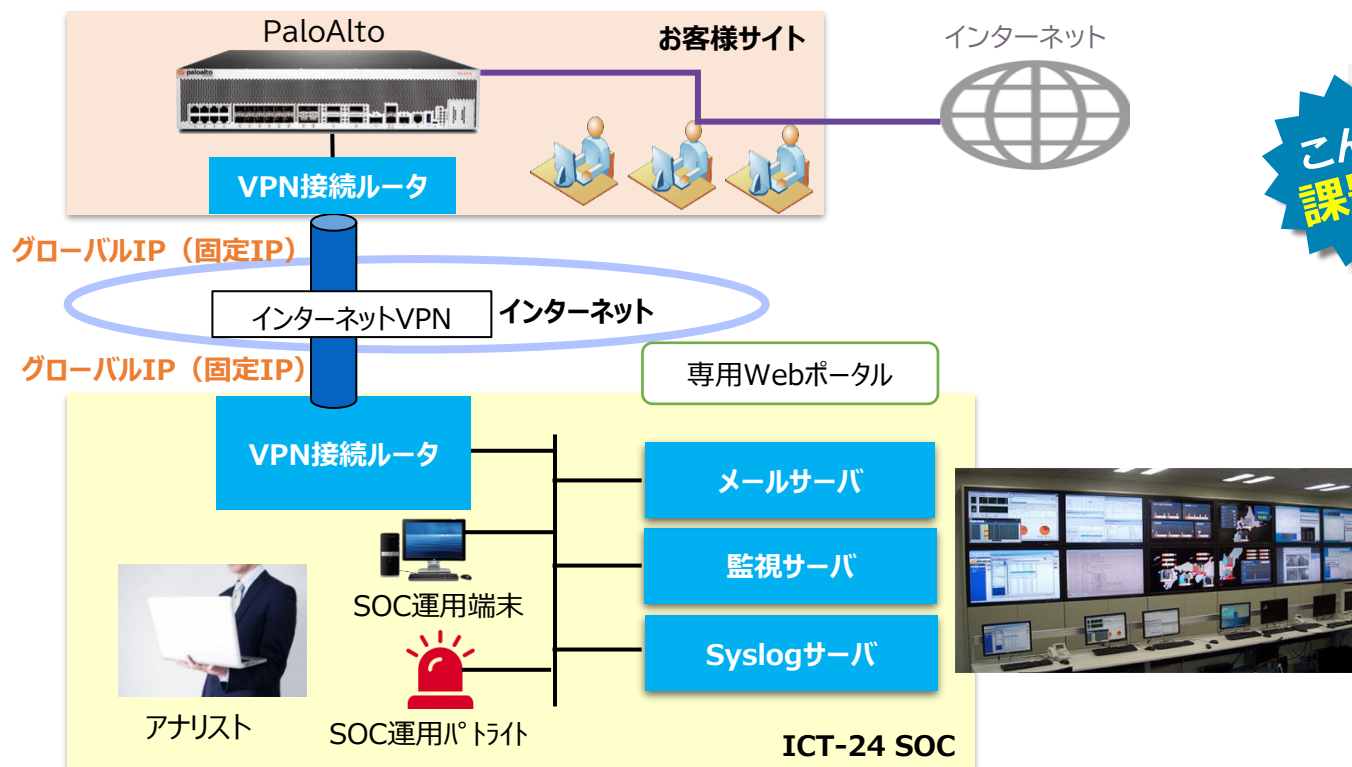 PaloAlto
お客様サイト
インターネット
paloalto
VPN接続ルータ
こん
課題
グローバルIP（固定IP）
インターネットVPN
インターネット
グローバルIP（固定IP）
専用Webポータル
VPN接続ルータ
メールサーバ
監視サーバ
SOC運用端末
Syslogサーバ
アナリスト
SOC運用パトライト
ICT-24 SOC